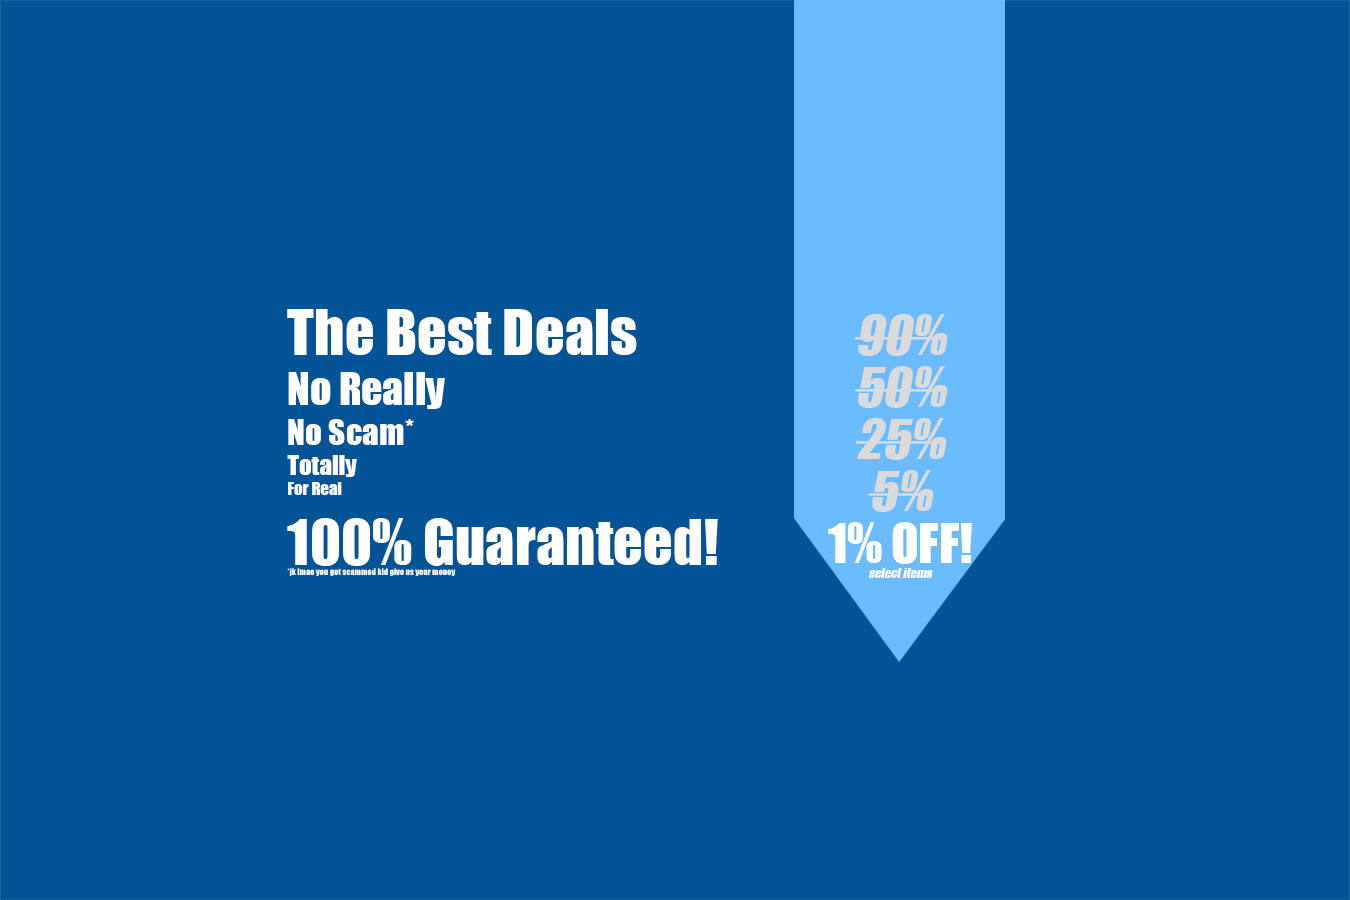 The Best Deals
No Really
No Scam*
Totally
For Real
100% Guaranteed!
*jk lmao you got scammed kid give us your money
90%
50%
25%
5%
1% OFF!
select items